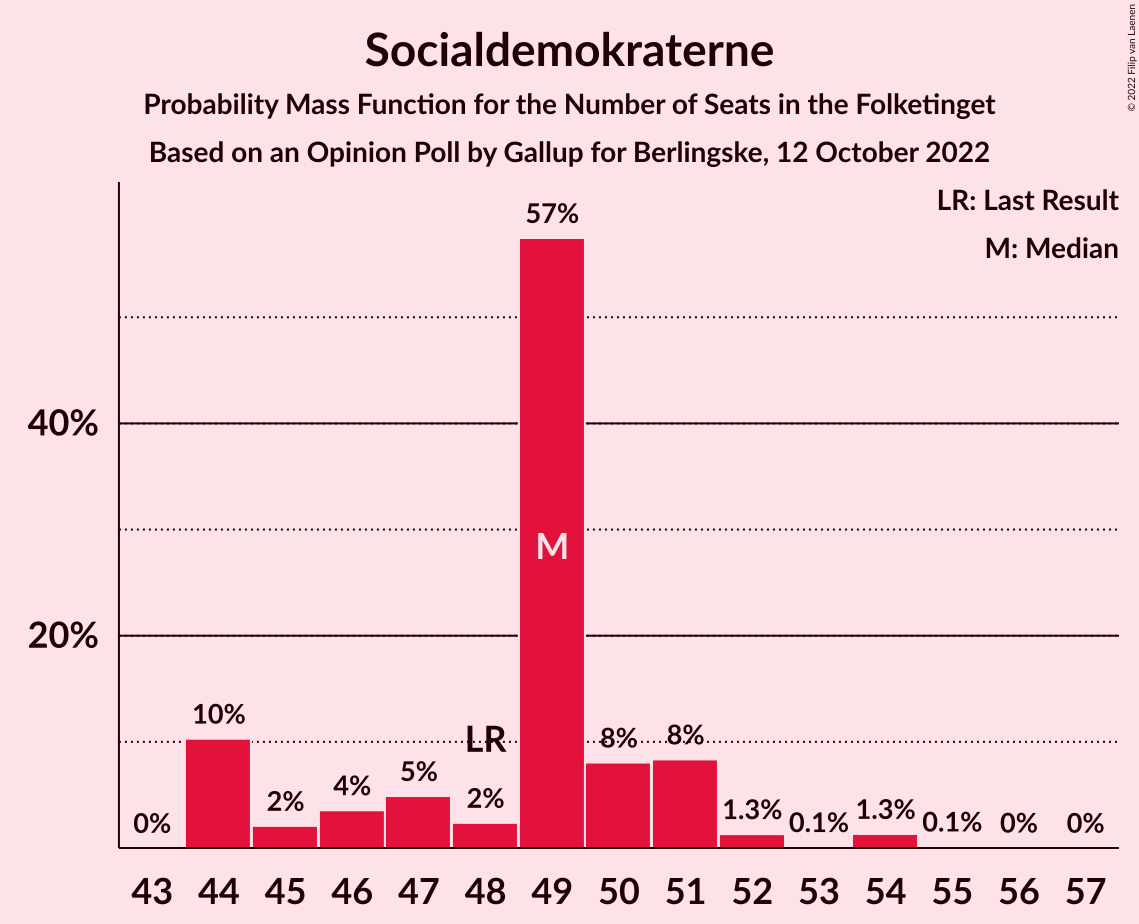 Socialdemokraterne
Probability Mass Function for the Number of Seats in the Folketinget
Based on an Opinion Poll by Gallup for Berlingske, 12 October 2022
© 2022 Filip van Laenen
LR: Last Result
M: Median
57%
40%
M
20%
10%
LR
8%
8%
5%
4%
2%
2%
1.3%
1.3%
0%
0.1%
0.1%
0%
0%
43 44 45 46 47 48 49 50 51 52 53 54 55 56 57